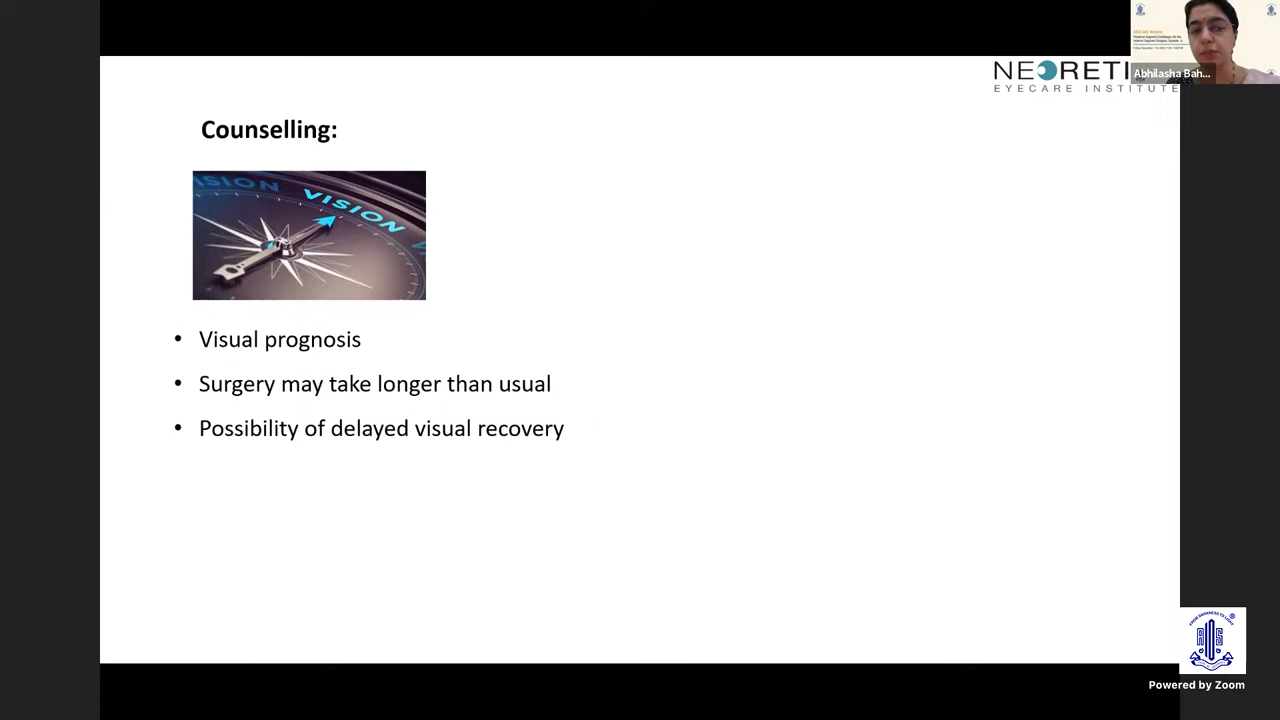 NEORETI
EYECARE INSTITUTE
Abhilasha Bah...
Counselling:
ISION
VISION
• Visual prognosis
• Surgery may take longer than usual
• Possibility of delayed visual recovery
Powered by Zoom